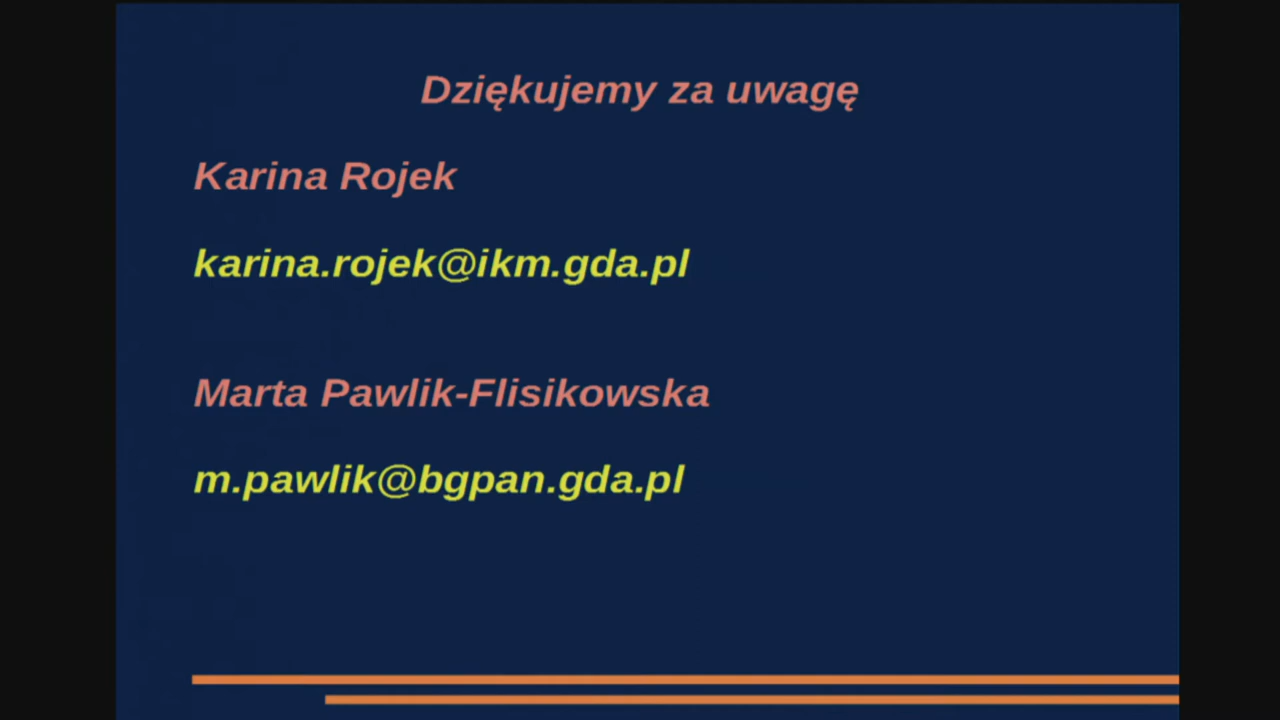 Dziękujemy za uwagę
Karina Rojek
karina.rojek@ikm.gda.pl
Marta Pawlik-Flisikowska
m.pawlik@bgpan.gda.pl